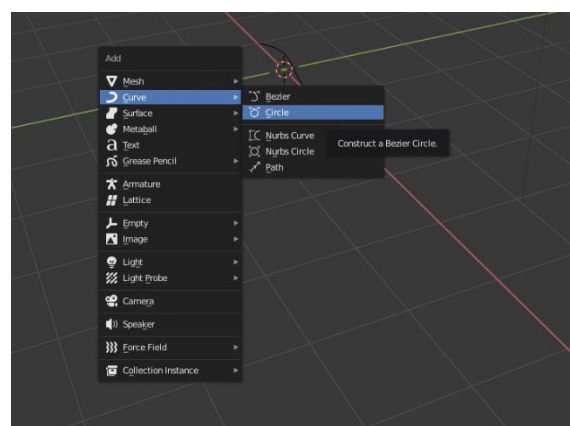 Add
Mesh
Curve
Surface
Metaball
Text
Grease Pencil
Armature
Lattice
Empty
Image
Light
Light Probe
Camera
Speaker
Force Field
Collection Instance
Bezier
Circle
Nurbs Curve
Nurbs Circle
Path
Construct a Bezier Circle.